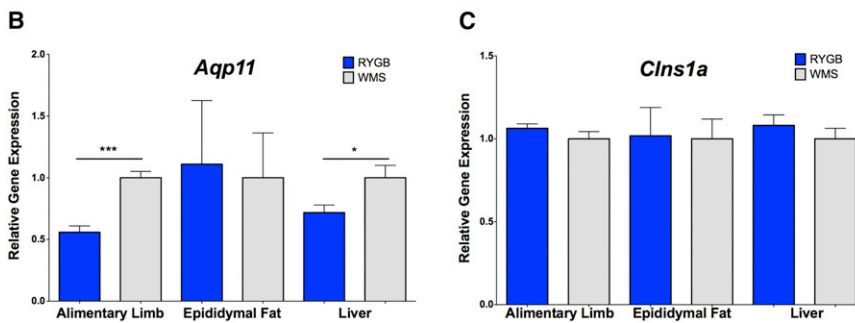 B
Aqp11
RYGB
WMS
Relative Gene Expression
2.0
1.5
1.0
0.5
0.0
***
*
Alimentary Limb
Epididymal Fat
Liver
C
Clns1a
RYGB
WMS
Relative Gene Expression
1.5
1.0
0.5
0.0
Alimentary Limb
Epididymal Fat
Liver